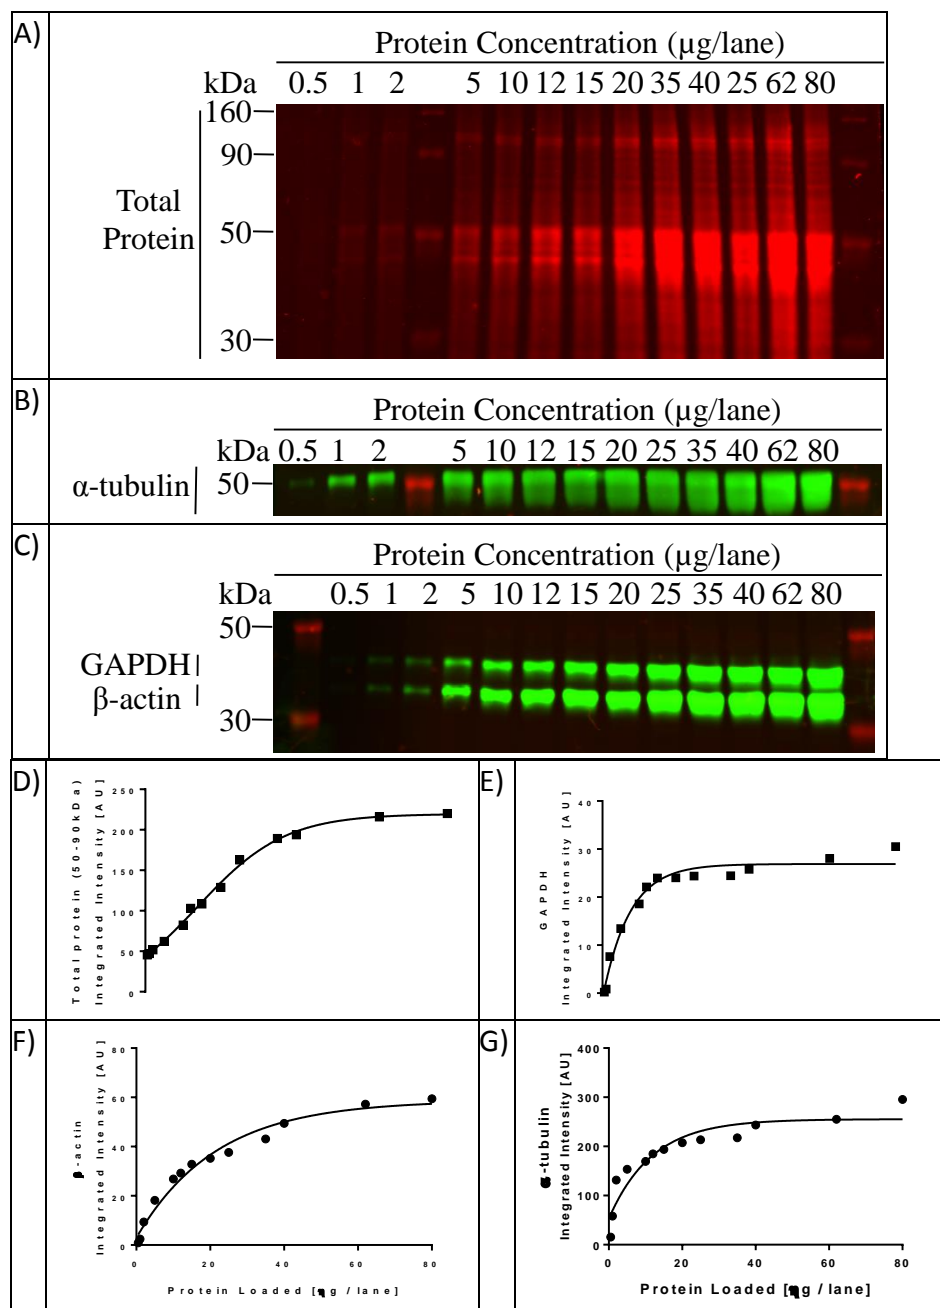 A)
Protein Concentration (µg/lane)
kDa 0.5 1 2 5 10 12 15 20 35 40 25 62 80
160
90
Total
Protein
50
30
B)
Protein Concentration (µg/lane)
kDa 0.5 1 2 5 10 12 15 20 25 35 40 62 80
α-tubulin
50
C)
Protein Concentration (µg/lane)
kDa 0.5 1 2 5 10 12 15 20 25 35 40 62 80
50
GAPDH
β-actin
30
D)
Total protein (50-90kDa)
Integrated Intensity [AU]
250
200
150
100
50
0
E)
GAPDH
Integrated Intensity [AU]
40
30
20
10
0
F)
β-actin
Integrated Intensity [AU]
80
60
40
20
0
0 20 40 60 80
Protein Loaded [ g / lane]
G)
-tubulin
Integrated Intensity [AU]
400
300
200
100
0
0 20 40 60 80
Protein Loaded [ g / lane]